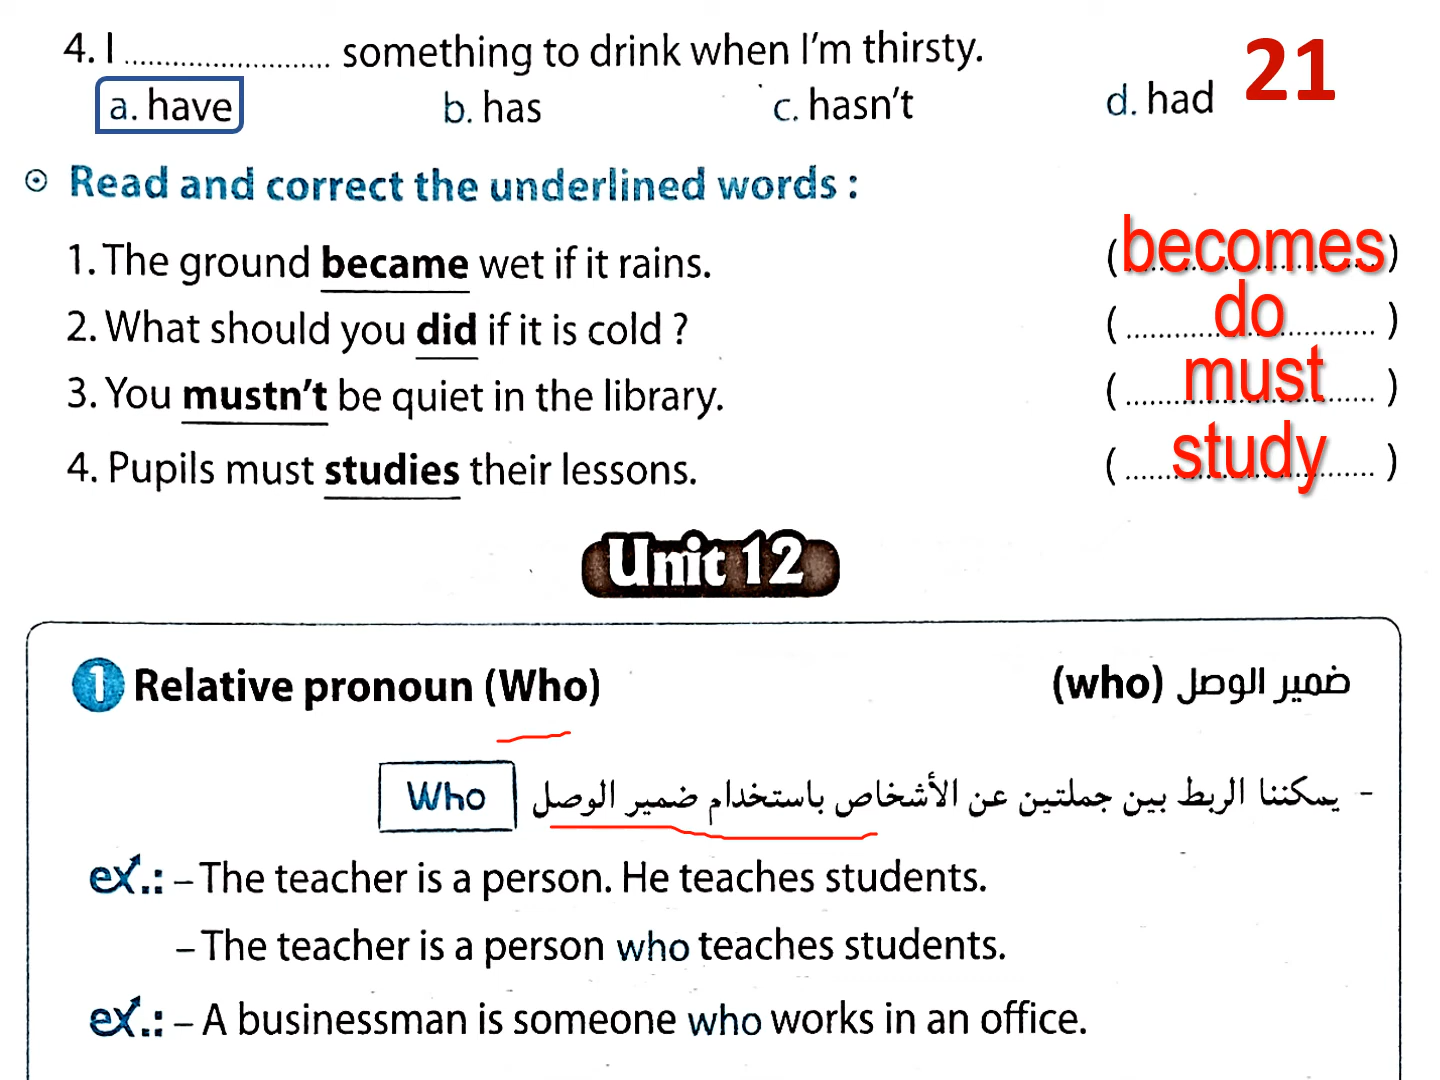 4. I .......................... something to drink when I'm thirsty.
21
a. have b. has c. hasn't d. had
Read and correct the underlined words :
1. The ground became wet if it rains. (becomes)
2. What should you did if it is cold ? (do)
3. You mustn't be quiet in the library. (must)
4. Pupils must studies their lessons. (study)
Unit 12
1 Relative pronoun (Who) ضمير الوصل (who)
- يمكننا الربط بين جملتين عن الأشخاص باستخدام ضمير الوصل Who
ex.: – The teacher is a person. He teaches students.
– The teacher is a person who teaches students.
ex.: – A businessman is someone who works in an office.